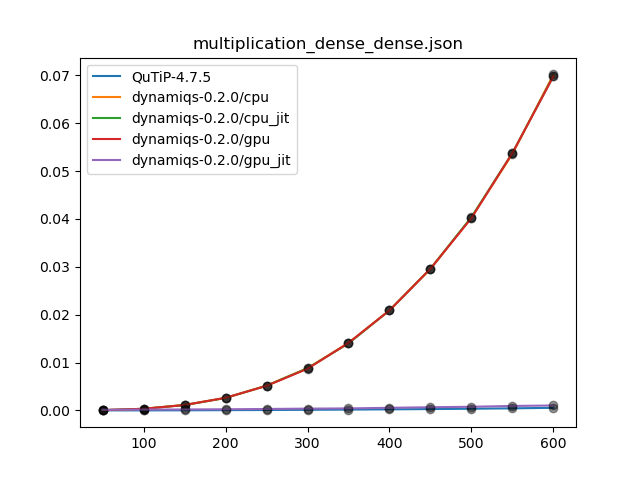 multiplication_dense_dense.json
QuTiP-4.7.5
dynamiqs-0.2.0/cpu
dynamiqs-0.2.0/cpu_jit
dynamiqs-0.2.0/gpu
dynamiqs-0.2.0/gpu_jit
0.07
0.06
0.05
0.04
0.03
0.02
0.01
0.00
100 200 300 400 500 600